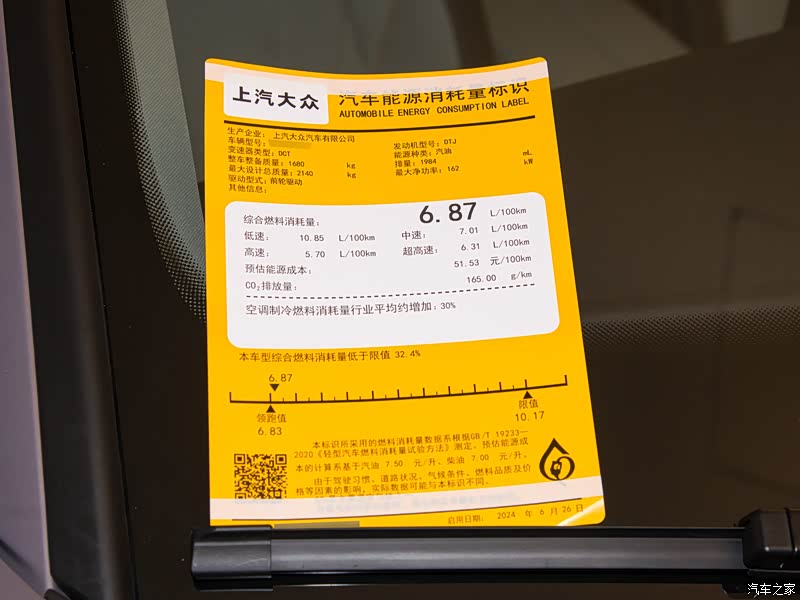 上汽大众
汽车能源消耗量标识
AUTOMOBILE ENERGY CONSUMPTION LABEL
生产企业: 上汽大众汽车有限公司
车辆型号:
发动机型号: DTJ
变速器类型: DCT
能源种类: 汽油
整车整备质量: 1680 kg
排量: 1984 mL
最大设计总质量: 2140 kg
最大净功率: 162 kW
驱动型式: 前轮驱动
其他信息:
综合燃料消耗量: 6.87 L/100km
低速: 10.85 L/100km 中速: 7.01 L/100km
高速: 5.70 L/100km 超高速: 6.31 L/100km
预估能源成本: 51.53 元/100km
CO₂排放量: 165.00 g/km
空调制冷燃料消耗量行业平均约增加: 30%
本车型综合燃料消耗量低于限值 32.4%
6.87
领跑值 限值
6.83 10.17
本标识所采用的燃料消耗量数据系根据GB/T 19233—
2020《轻型汽车燃料消耗量试验方法》测定。预估能源成
本的计算系基于汽油 7.50 元/升、柴油 7.00 元/升。
由于驾驶习惯、道路状况、气候条件、燃料品质及价
格等因素的影响，实际数据可能与本标识不同。
启用日期: 2024 年 6 月 26 日
汽车之家